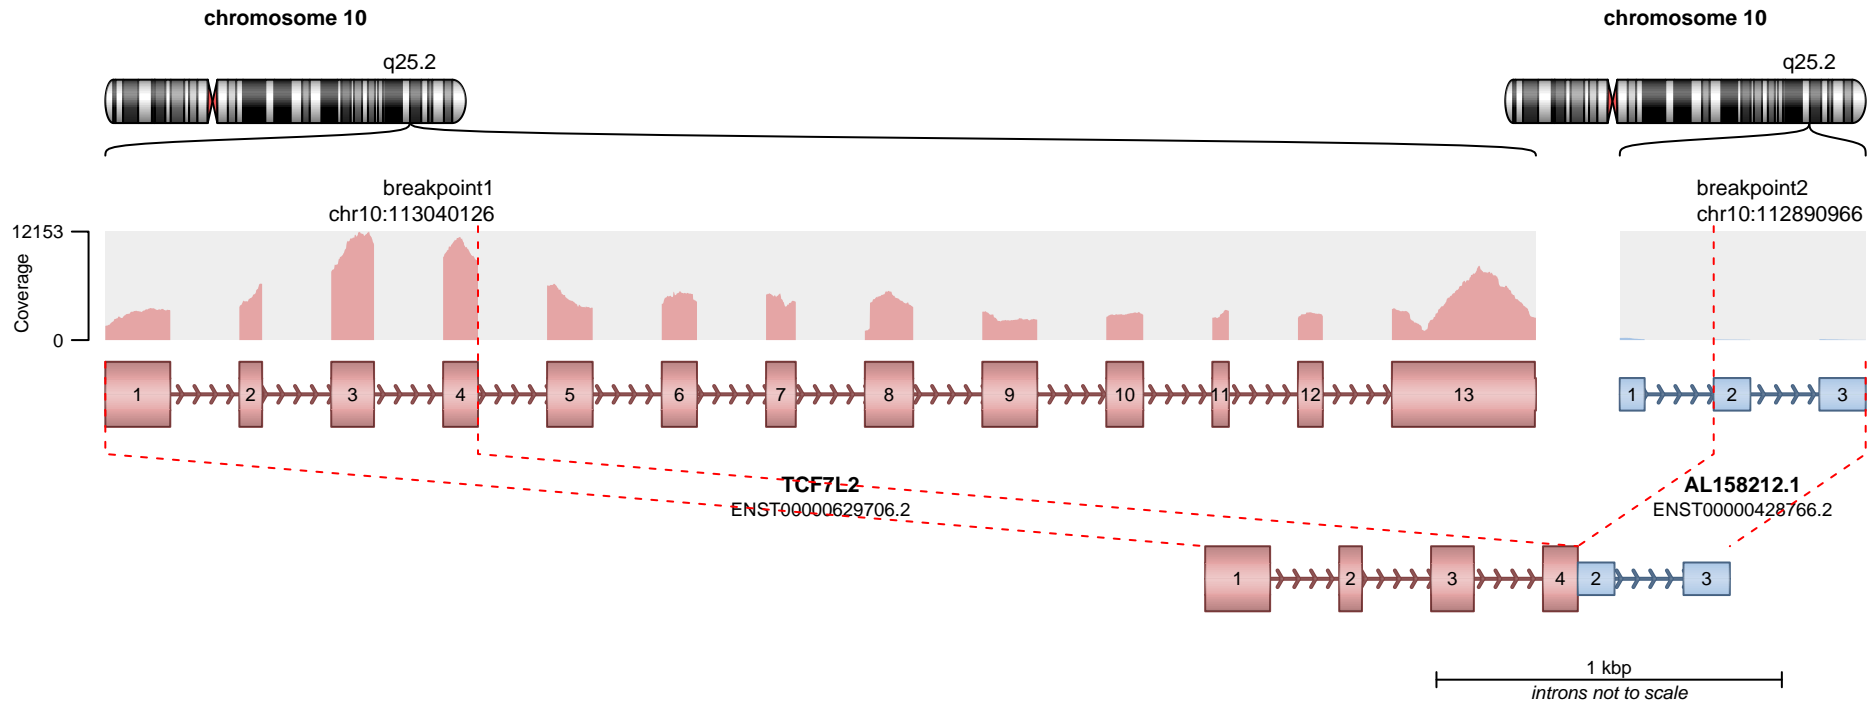 chromosome 10
chromosome 10
q25.2
q25.2
breakpoint1
chr10:113040126
breakpoint2
chr10:112890966
12153
Coverage
0
1 2 3 4 5 6 7 8 9 10 11 12 13
1 2 3
TCF7L2
ENST00000629706.2
AL158212.1
ENST00000428766.2
1 2 3 4 2 3
1 kbp
introns not to scale